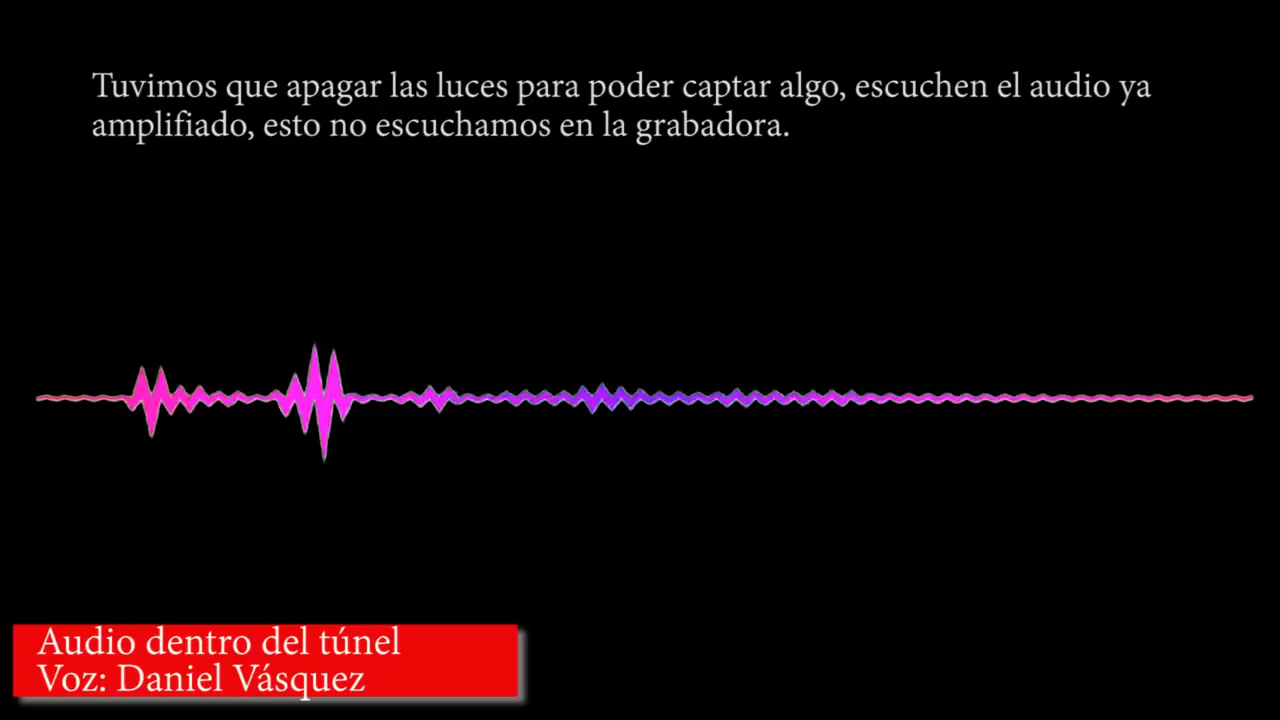 Tuvimos que apagar las luces para poder captar algo, escuchen el audio ya
amplifiado, esto no escuchamos en la grabadora.
Audio dentro del túnel
Voz: Daniel Vásquez